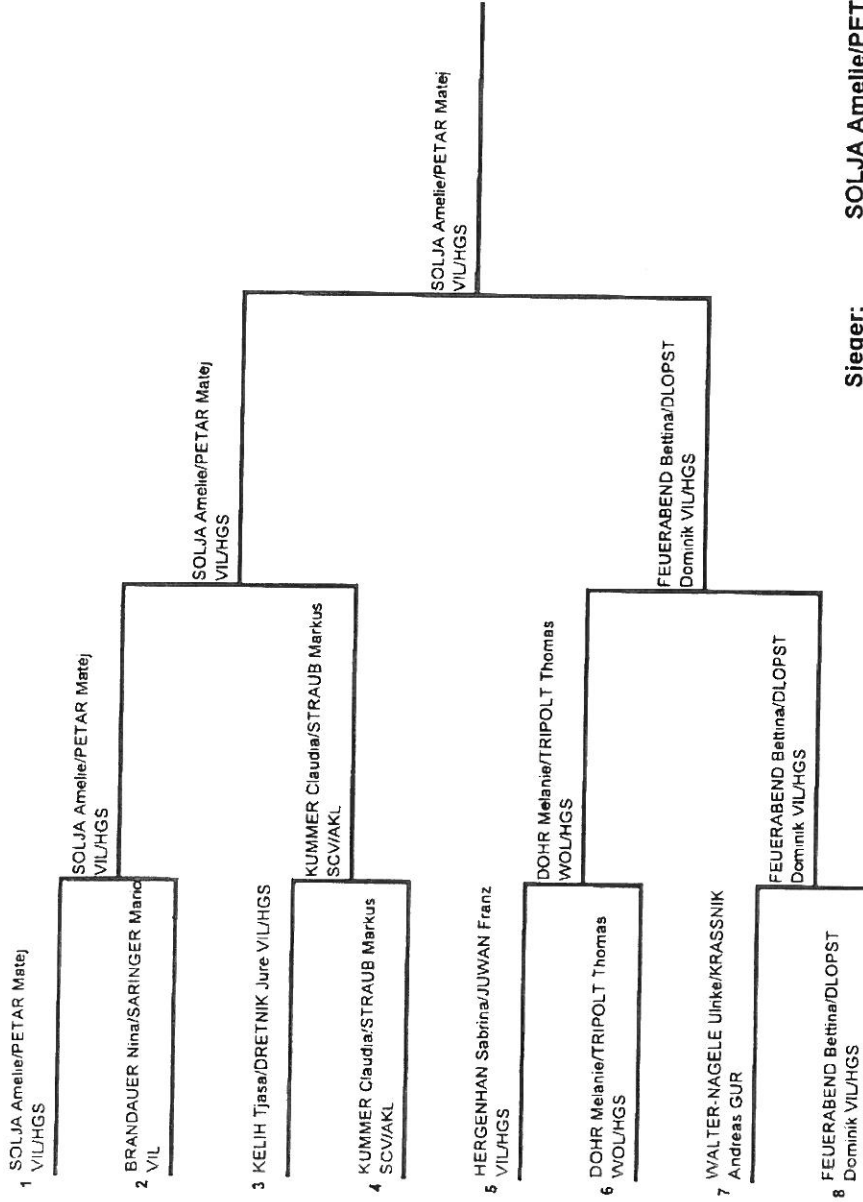 1 SOLJA Amelie/PETAR Matej
VIL/HGS
2 BRANDAUER Nina/SARINGER Mario
VIL
3 KELIH Tjasa/DRETNIK Jure VIL/HGS
4 KUMMER Claudia/STRAUB Markus
SCV/AKL
5 HERGENHAN Sabrina/JUWAN Franz
VIL/HGS
6 DOHR Melanie/TRIPOLT Thomas
WOL/HGS
7 WALTER-NAGELE Ulrike/KRASSNIK
Andreas GUR
8 FEUERABEND Bettina/DLOPST
Dominik VIL/HGS
SOLJA Amelie/PETAR Matej
VIL/HGS
KUMMER Claudia/STRAUB Markus
SCV/AKL
DOHR Melanie/TRIPOLT Thomas
WOL/HGS
FEUERABEND Bettina/DLOPST
Dominik VIL/HGS
SOLJA Amelie/PETAR Matej
VIL/HGS
FEUERABEND Bettina/DLOPST
Dominik VIL/HGS
SOLJA Amelie/PETAR Matej
VIL/HGS
Sieger: SOLJA Amelie/PET